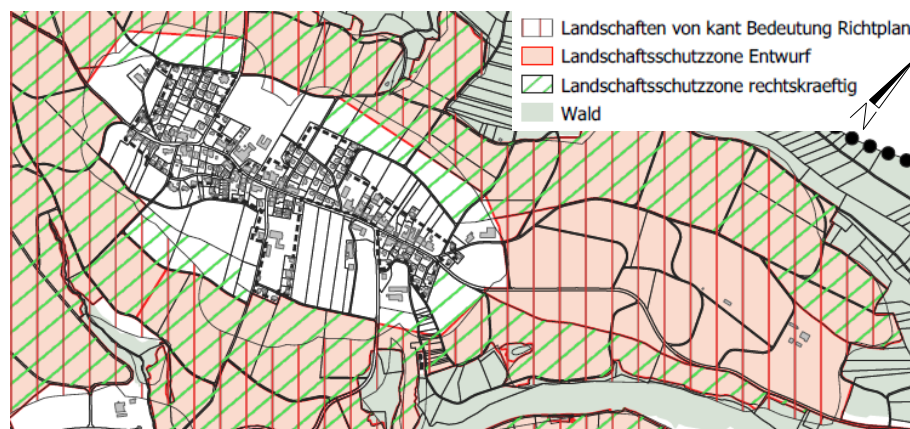 Landschaften von kant Bedeutung Richtplan
Landschaftsschutzzone Entwurf
Landschaftsschutzzone rechtskraeftig
Wald
N